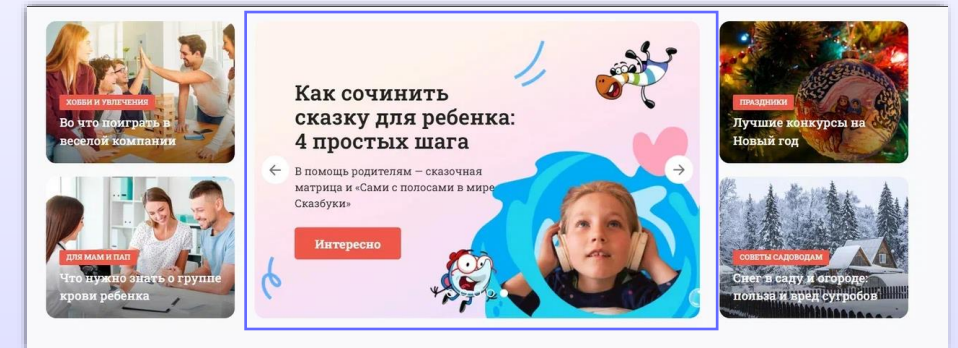 ХОББИ И УВЛЕЧЕНИЯ
Во что поиграть в
веселой компании
ДЛЯ МАМ И ПАП
Что нужно знать о группе
крови ребенка
Как сочинить
сказку для ребенка:
4 простых шага
В помощь родителям — сказочная
матрица и «Сами с полосами в мире
Сказбуки»
Интересно
ПРАЗДНИКИ
Лучшие конкурсы на
Новый год
СОВЕТЫ САДОВОДАМ
Снег в саду и огороде:
польза и вред сугробов